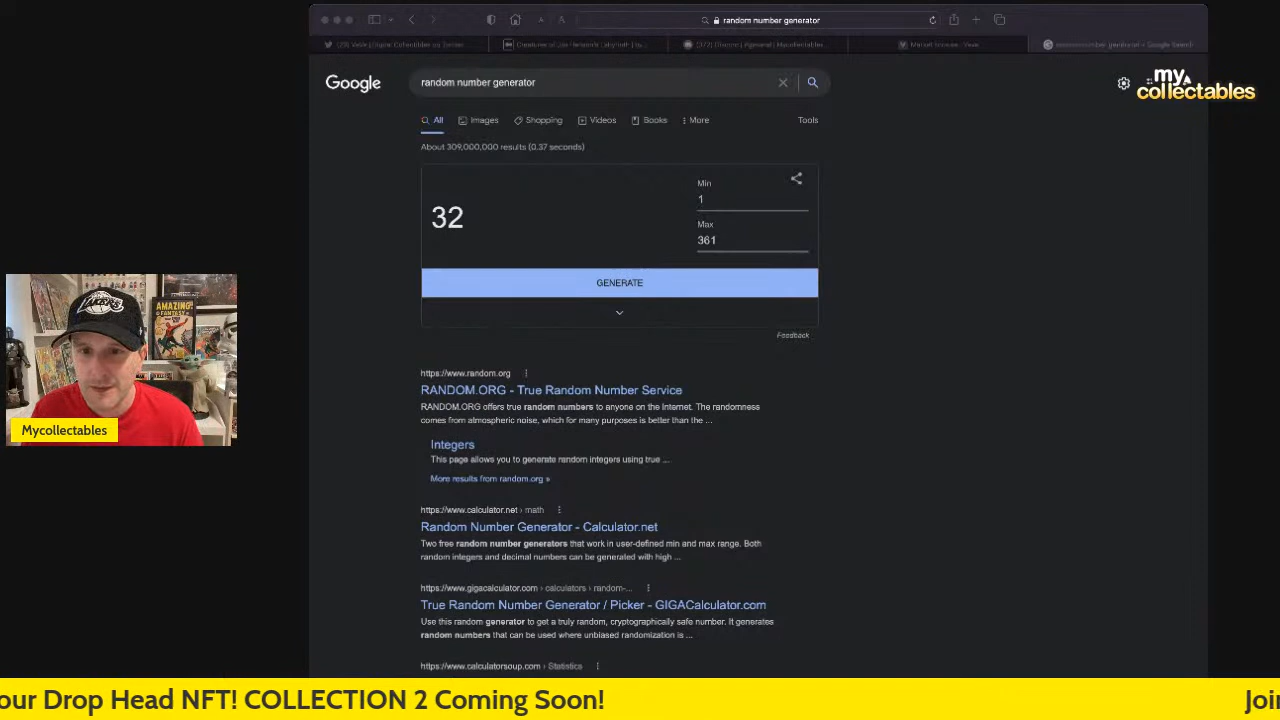 random number generator
Google
random number generator
All
Images
Shopping
Videos
Books
More
Tools
my
collectables
About 309,000,000 results (0.37 seconds)
Min
1
32
Max
361
GENERATE
Feedback
https://www.random.org
RANDOM.ORG - True Random Number Service
RANDOM.ORG offers true random numbers to anyone on the Internet. The randomness
comes from atmospheric noise, which for many purposes is better than the ...
Integers
This page allows you to generate random integers using true ...
More results from random.org »
https://www.calculator.net › math
Random Number Generator - Calculator.net
Two free random number generators that work in user-defined min and max range. Both
random integers and decimal numbers can be generated with high ...
https://www.gigacalculator.com › calculators › random-...
True Random Number Generator / Picker - GIGACalculator.com
Use this random generator to get a truly random, cryptographically safe number. It generates
random numbers that can be used where unbiased randomization is ...
https://www.calculatorsoup.com › Statistics
AMAZING
FANTASY
Mycollectables
our Drop Head NFT! COLLECTION 2 Coming Soon!
Joi